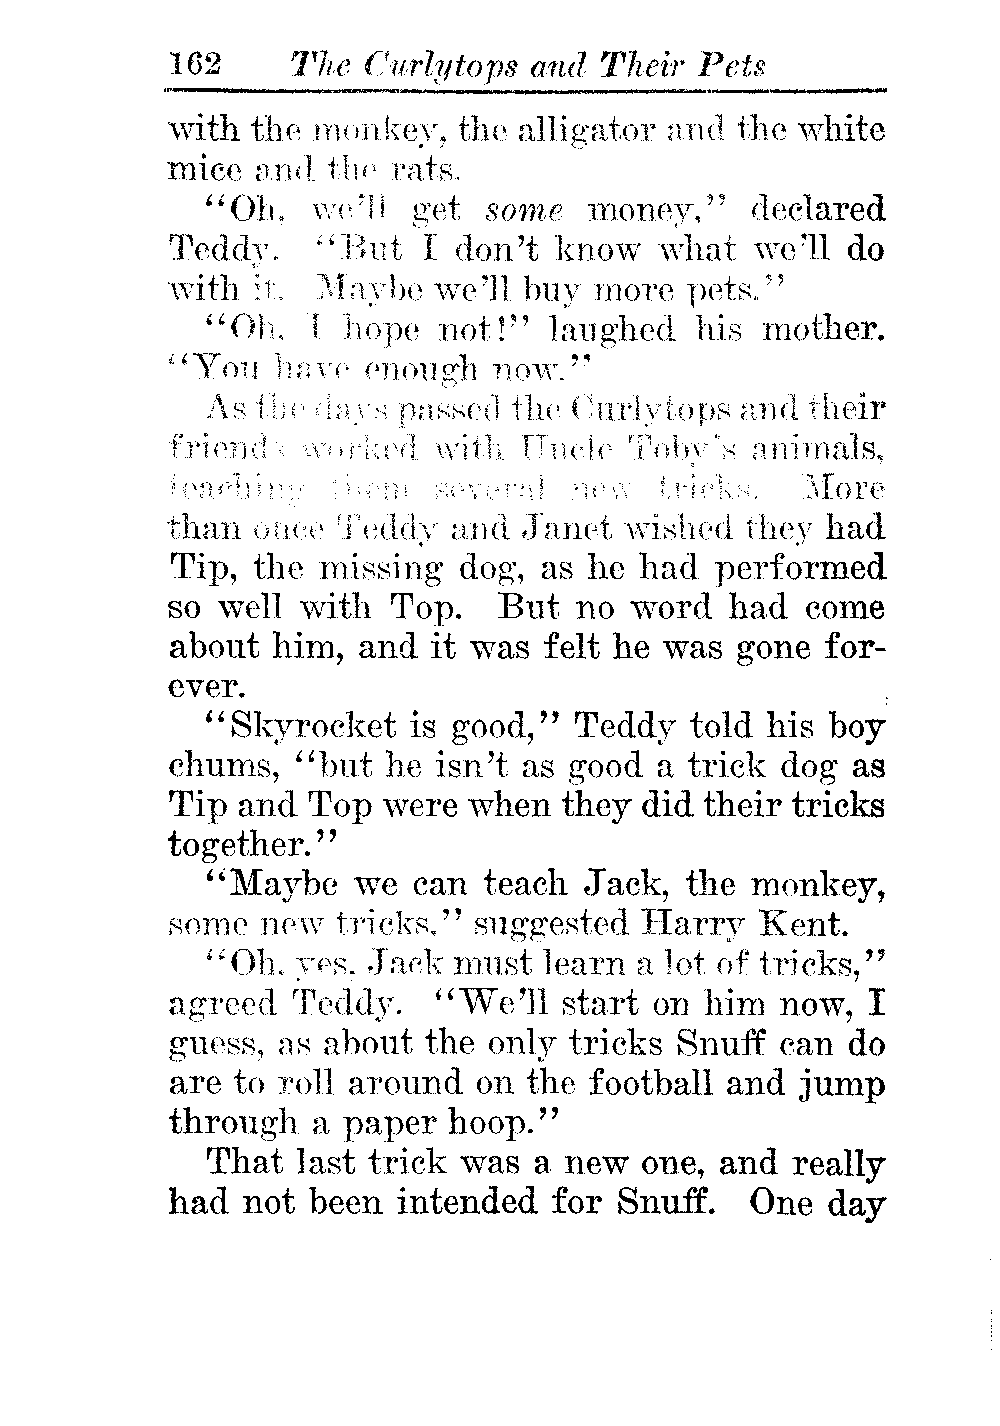 162 The Curlytops and Their Pets
with the monkey, the alligator and the white
mice and the rats.
“Oh, we’ll get some money,” declared
Teddy. “But I don’t know what we’ll do
with it. Maybe we’ll buy more pets.”
“Oh, I hope not!” laughed his mother.
“You have enough now.”
As the days passed the Curlytops and their
friends worked with Uncle Toby’s animals,
teaching them several new tricks. More
than once Teddy and Janet wished they had
Tip, the missing dog, as he had performed
so well with Top. But no word had come
about him, and it was felt he was gone for-
ever.
“Skyrocket is good,” Teddy told his boy
chums, “but he isn’t as good a trick dog as
Tip and Top were when they did their tricks
together.”
“Maybe we can teach Jack, the monkey,
some new tricks,” suggested Harry Kent.
“Oh, yes. Jack must learn a lot of tricks,”
agreed Teddy. “We’ll start on him now, I
guess, as about the only tricks Snuff can do
are to roll around on the football and jump
through a paper hoop.”
That last trick was a new one, and really
had not been intended for Snuff. One day